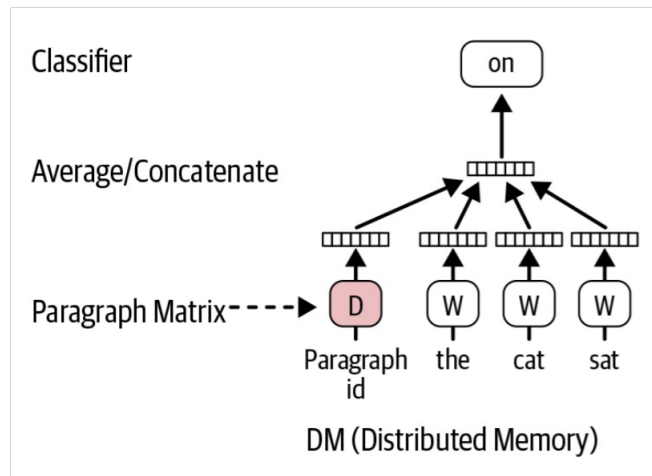 Classifier
on
Average/Concatenate
Paragraph Matrix
D W W W
Paragraph the cat sat
id
DM (Distributed Memory)